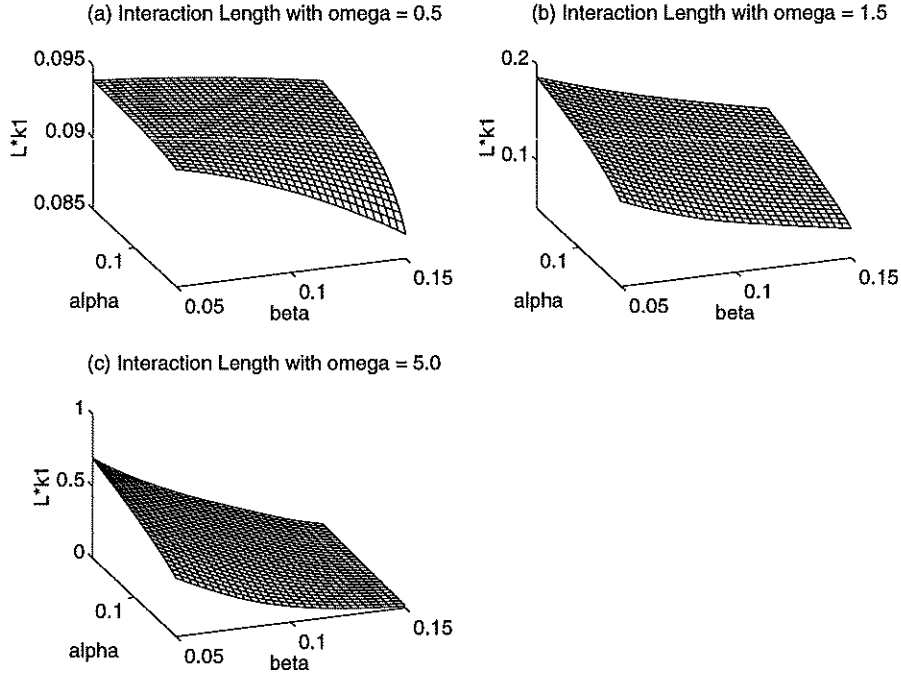 (a) Interaction Length with omega = 0.5
0.095
0.09
0.085
L*k1
0.1
alpha
0.05
0.1
0.15
beta
(b) Interaction Length with omega = 1.5
0.2
0.1
L*k1
0.1
alpha
0.05
0.1
0.15
beta
(c) Interaction Length with omega = 5.0
1
0.5
0
L*k1
0.1
alpha
0.05
0.1
0.15
beta